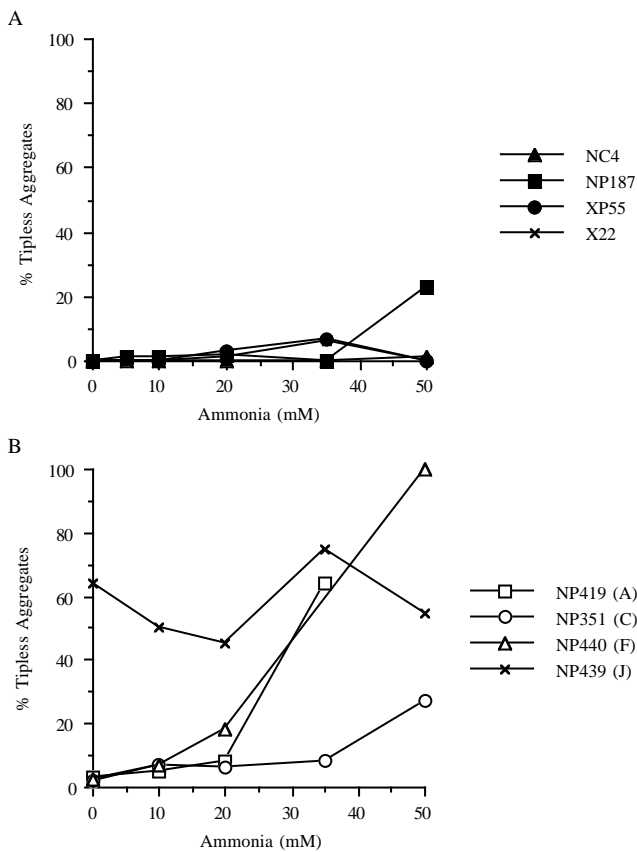 A
100
80
60
40
20
0
% Tipless Aggregates
0 10 20 30 40 50
Ammonia (mM)
NC4
NP187
XP55
X22
B
100
80
60
40
20
0
% Tipless Aggregates
0 10 20 30 40 50
Ammonia (mM)
NP419 (A)
NP351 (C)
NP440 (F)
NP439 (J)